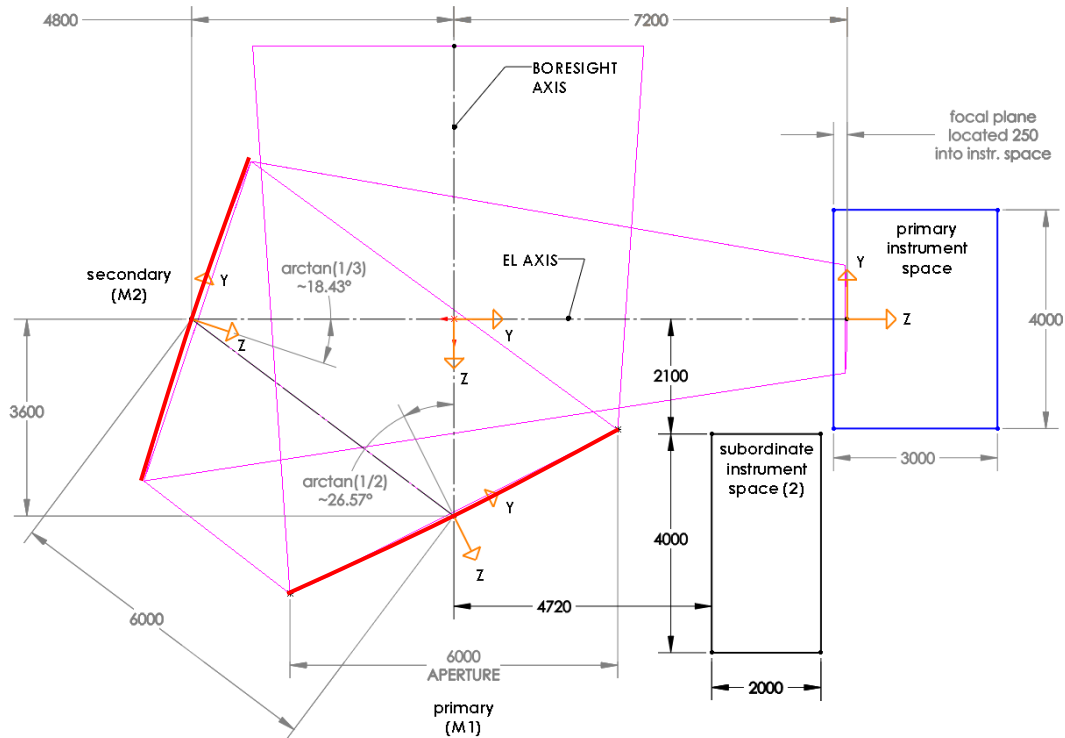 4800
7200
BORESIGHT
AXIS
focal plane
located 250
into instr. space
primary
instrument
space
Y
EL AXIS
secondary
(M2)
arctan(1/3)
~18.43°
Y
Z
Y
Z
Z
4000
2100
3600
subordinate
instrument
space (2)
3000
arctan(1/2)
~26.57°
Y
Z
4000
4720
6000
6000
APERTURE
2000
primary
(M1)